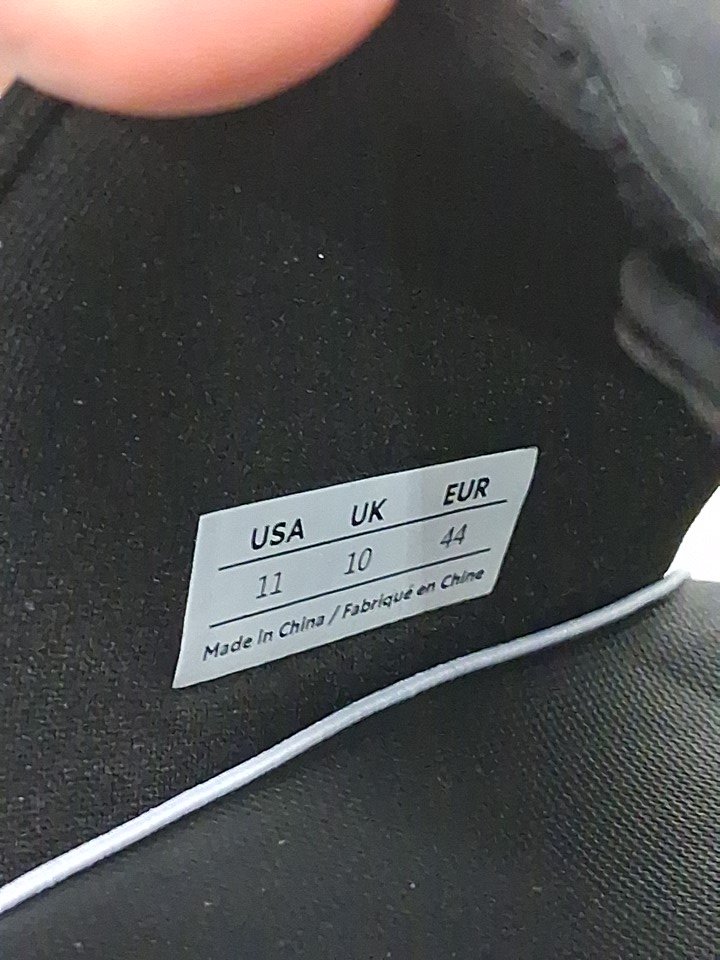 USA UK EUR
11 10 44
Made in China / Fabriqué en Chine